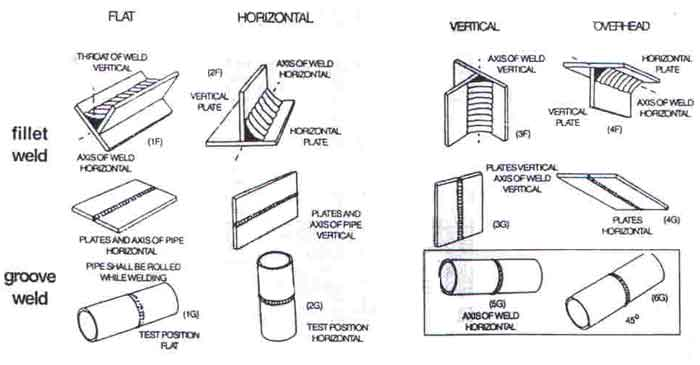 FLAT
HORIZONTAL
VERTICAL
OVERHEAD
fillet
weld
THROAT OF WELD
VERTICAL
(1F)
AXIS OF WELD
HORIZONTAL
(2F)
AXIS OF WELD
HORIZONTAL
VERTICAL
PLATE
HORIZONTAL
PLATE
AXIS OF WELD
VERTICAL
(3F)
HORIZONTAL
PLATE
AXIS OF WELD
HORIZONTAL
VERTICAL
PLATE
(4F)
groove
weld
PLATES AND AXIS OF PIPE
HORIZONTAL
PLATES AND
AXIS OF PIPE
VERTICAL
PLATES VERTICAL
AXIS OF WELD
VERTICAL
(3G)
PLATES
HORIZONTAL
(4G)
PIPE SHALL BE ROLLED
WHILE WELDING
(1G)
TEST POSITION
FLAT
(2G)
TEST POSITION
HORIZONTAL
(5G)
AXIS OF WELD
HORIZONTAL
(6G)
45°